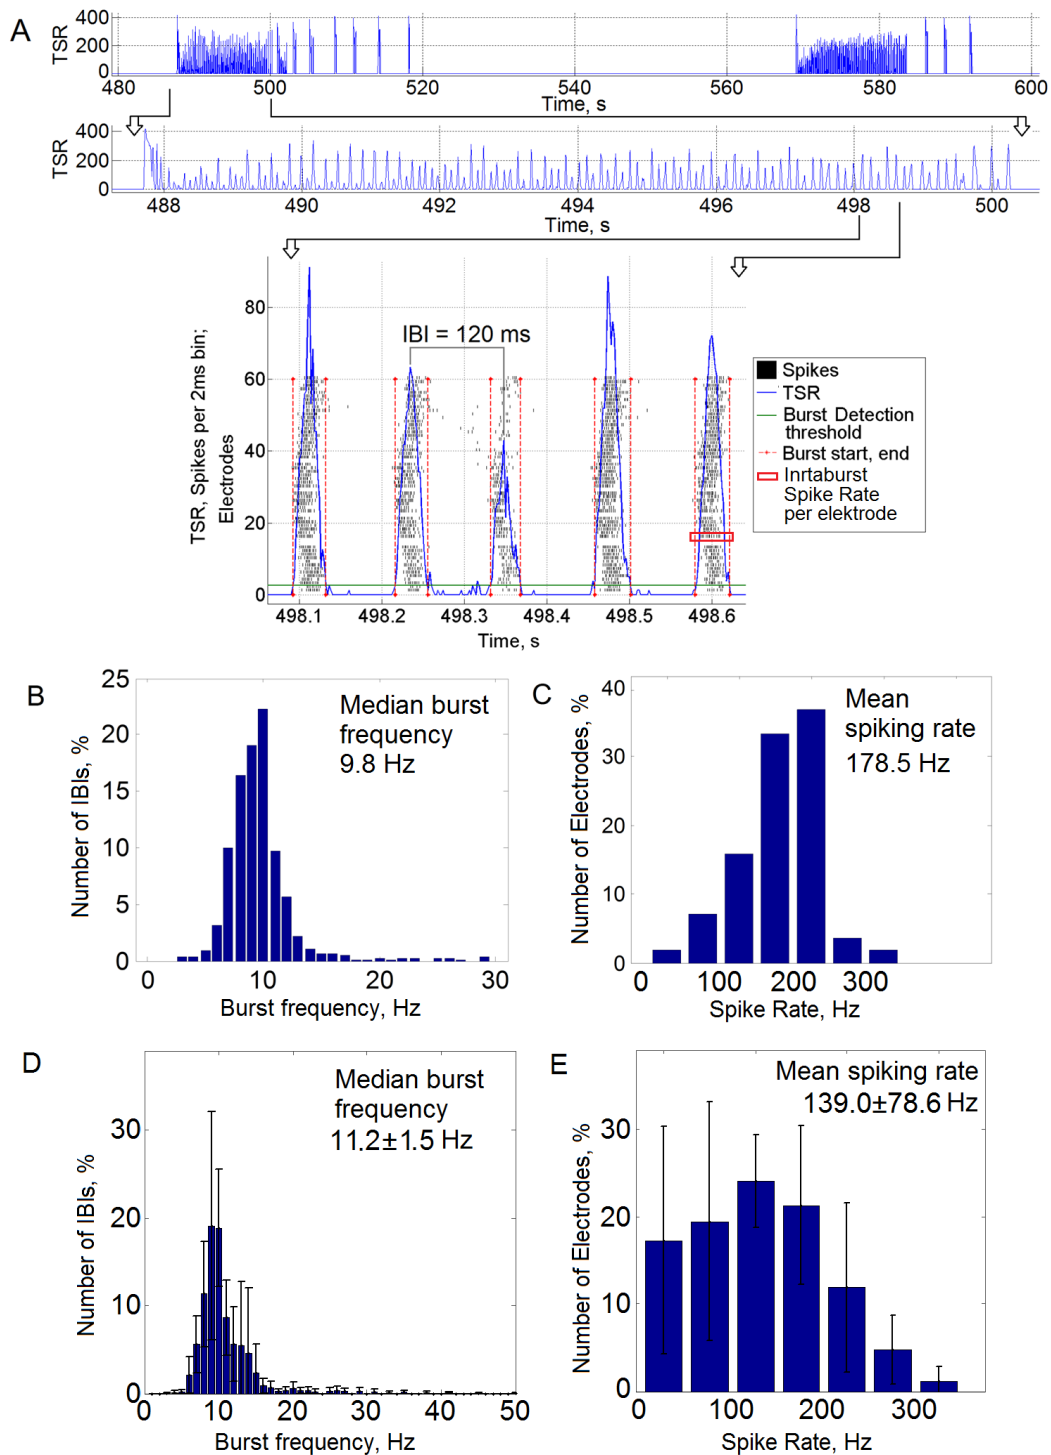 A
TSR
400
200
0
480
500
520
540
560
580
600
Time, s
TSR
400
200
0
488
490
492
494
496
498
500
Time, s
TSR, Spikes per 2ms bin;
Electrodes
80
60
40
20
0
IBI = 120 ms
498.1
498.2
498.3
498.4
498.5
498.6
Time, s
Spikes
TSR
Burst Detection
threshold
Burst start, end
Inrtaburst
Spike Rate
per elektrode
B
Number of IBIs, %
25
20
15
10
5
0
Median burst
frequency
9.8 Hz
0
10
20
30
Burst frequency, Hz
C
Number of Electrodes, %
40
30
20
10
0
Mean
spiking rate
178.5 Hz
0
100
200
300
Spike Rate, Hz
D
Number of IBIs, %
30
20
10
0
Median burst
frequency
11.2±1.5 Hz
0
10
20
30
40
50
Burst frequency, Hz
E
Number of Electrodes, %
30
20
10
0
Mean spiking rate
139.0±78.6 Hz
100
200
300
Spike Rate, Hz